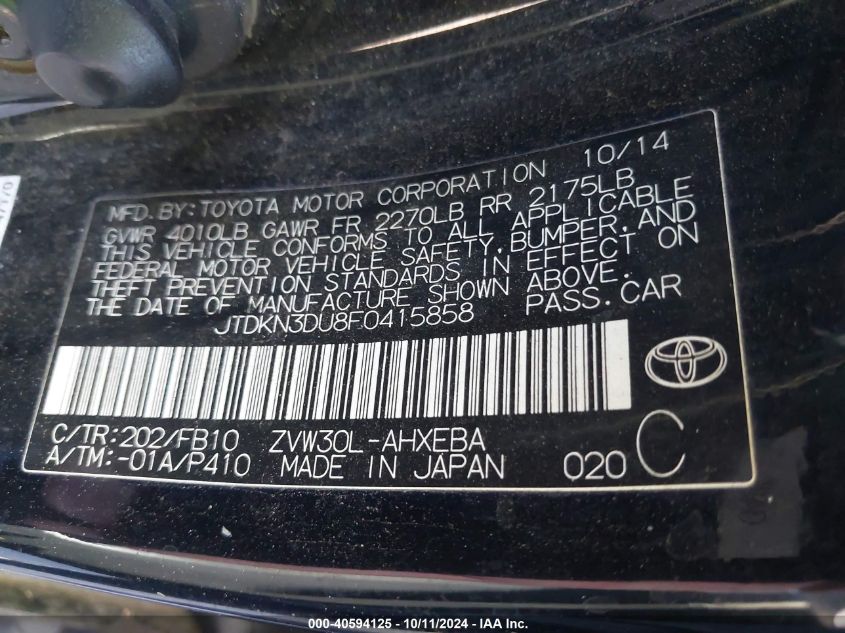 MFD. BY: TOYOTA MOTOR CORPORATION 10/14
GVWR 4010LB GAWR FR 2270LB RR 2175LB
THIS VEHICLE CONFORMS TO ALL APPLICABLE
FEDERAL MOTOR VEHICLE SAFETY, BUMPER, AND
THEFT PREVENTION STANDARDS IN EFFECT ON
THE DATE OF MANUFACTURE SHOWN ABOVE.
JTDKN3DU8F0415858 PASS. CAR
C/TR:202/FB10 ZVW30L-AHXEBA
A/TM:-01A/P410 MADE IN JAPAN 020 C
000-40594125 - 10/11/2024 - IAA Inc.